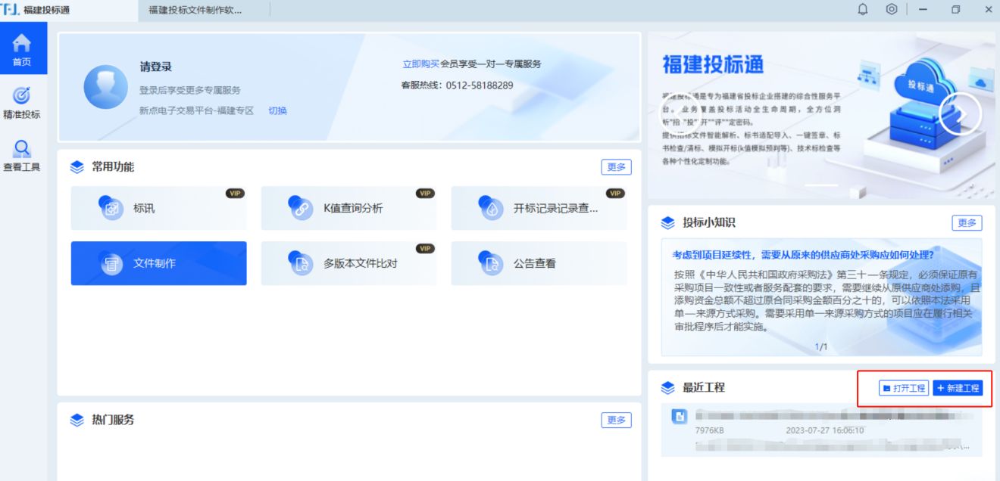 福建投标通
福建投标文件制作软...
首页
精准投标
查看工具
请登录
登录后享受更多专属服务
新点电子交易平台-福建专区 切换
立即购买会员享受一对一专属服务
客服热线：0512-58188289
常用功能
更多
标讯
VIP
K值查询分析
VIP
开标记录记录查...
VIP
文件制作
多版本文件比对
VIP
公告查看
热门服务
更多
福建投标通
投标通
福建投标通是专为福建省投标企业搭建的综合性服务平
台。业务覆盖投标活动全生命周期，全方位洞
析"招 "投" 开""评""定密码。
提供招标文件智能解析、标书适配导入、一键签章、标
书检查/清标、模拟开标(k值模拟预判等)、技术标检查等
各种个性化定制功能。
投标小知识
更多
考虑到项目延续性，需要从原来的供应商处采购应如何处理?
按照《中华人民共和国政府采购法》第三十一条规定，必须保证原有
采购项目一致性或者服务配套的要求，需要继续从原供应商处添购，且
添购资金总额不超过原合同采购金额百分之十的，可以依照本法采用
单一来源方式采购。需要采用单一来源采购方式的项目应在履行相关
审批程序后才能实施。
1/1
最近工程
打开工程
+ 新建工程
7976KB
2023-07-27 16:06:10